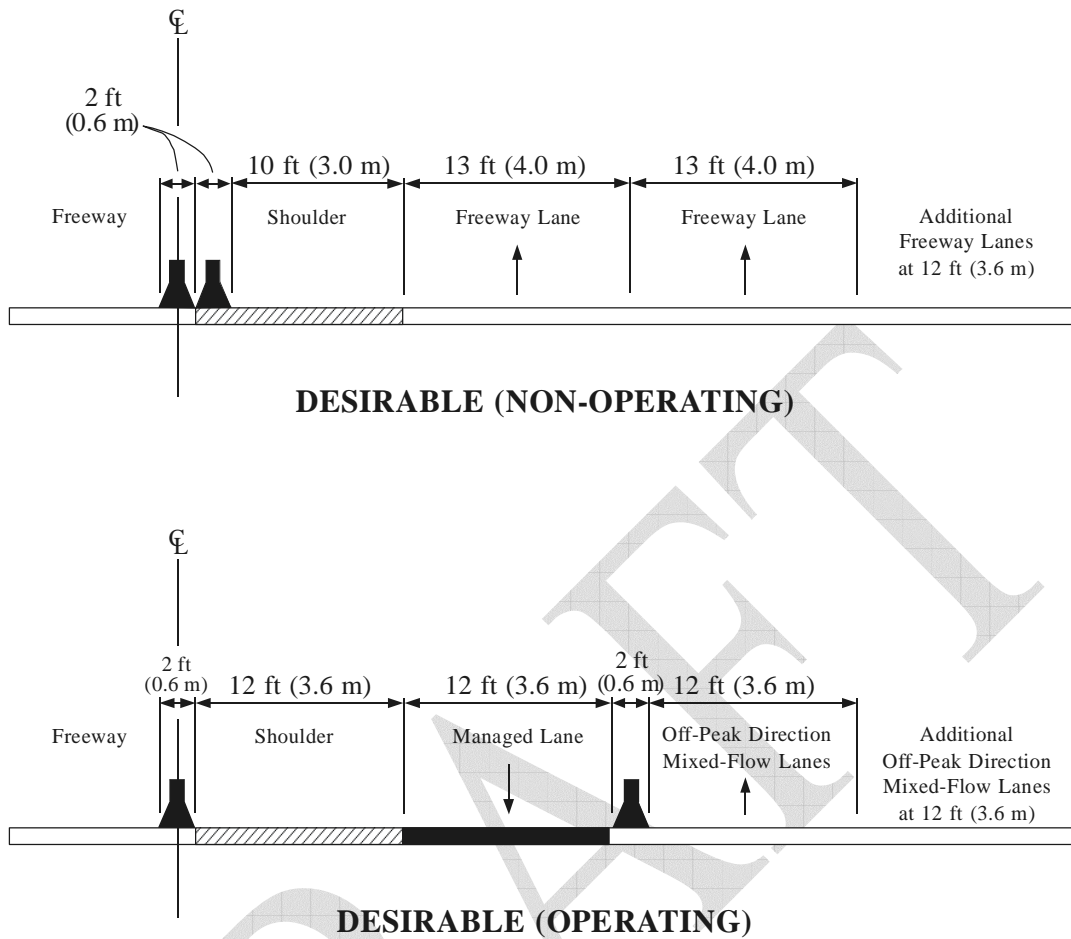 ℄
2 ft
(0.6 m)
10 ft (3.0 m)
13 ft (4.0 m)
13 ft (4.0 m)
Freeway
Shoulder
Freeway Lane
Freeway Lane
Additional
Freeway Lanes
at 12 ft (3.6 m)
DESIRABLE (NON-OPERATING)
℄
2 ft
(0.6 m)
12 ft (3.6 m)
12 ft (3.6 m)
2 ft
(0.6 m)
12 ft (3.6 m)
Freeway
Shoulder
Managed Lane
Off-Peak Direction
Mixed-Flow Lanes
Additional
Off-Peak Direction
Mixed-Flow Lanes
at 12 ft (3.6 m)
DESIRABLE (OPERATING)
DRAFT